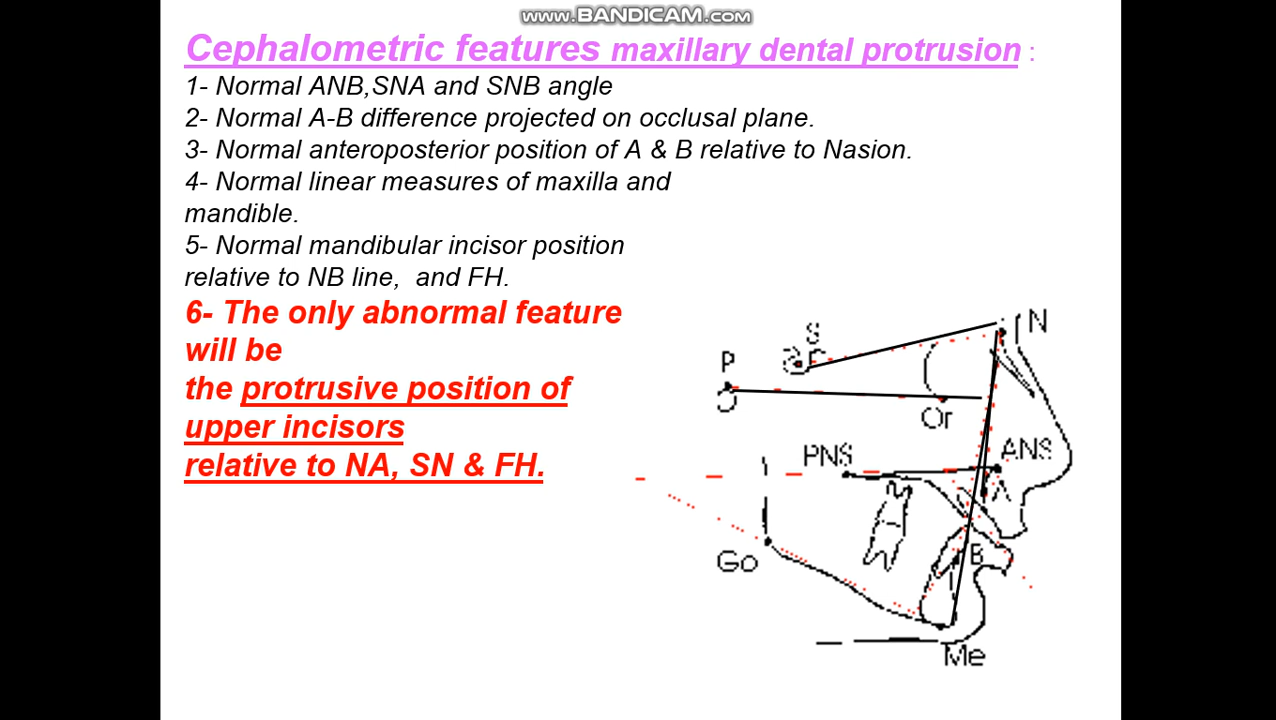 www.BANDICAM.com
Cephalometric features maxillary dental protrusion :
1- Normal ANB,SNA and SNB angle
2- Normal A-B difference projected on occlusal plane.
3- Normal anteroposterior position of A & B relative to Nasion.
4- Normal linear measures of maxilla and
mandible.
5- Normal mandibular incisor position
relative to NB line, and FH.
6- The only abnormal feature
will be
the protrusive position of
upper incisors
relative to NA, SN & FH.
S
N
P
Or
PNS
ANS
A
B
Go
Me